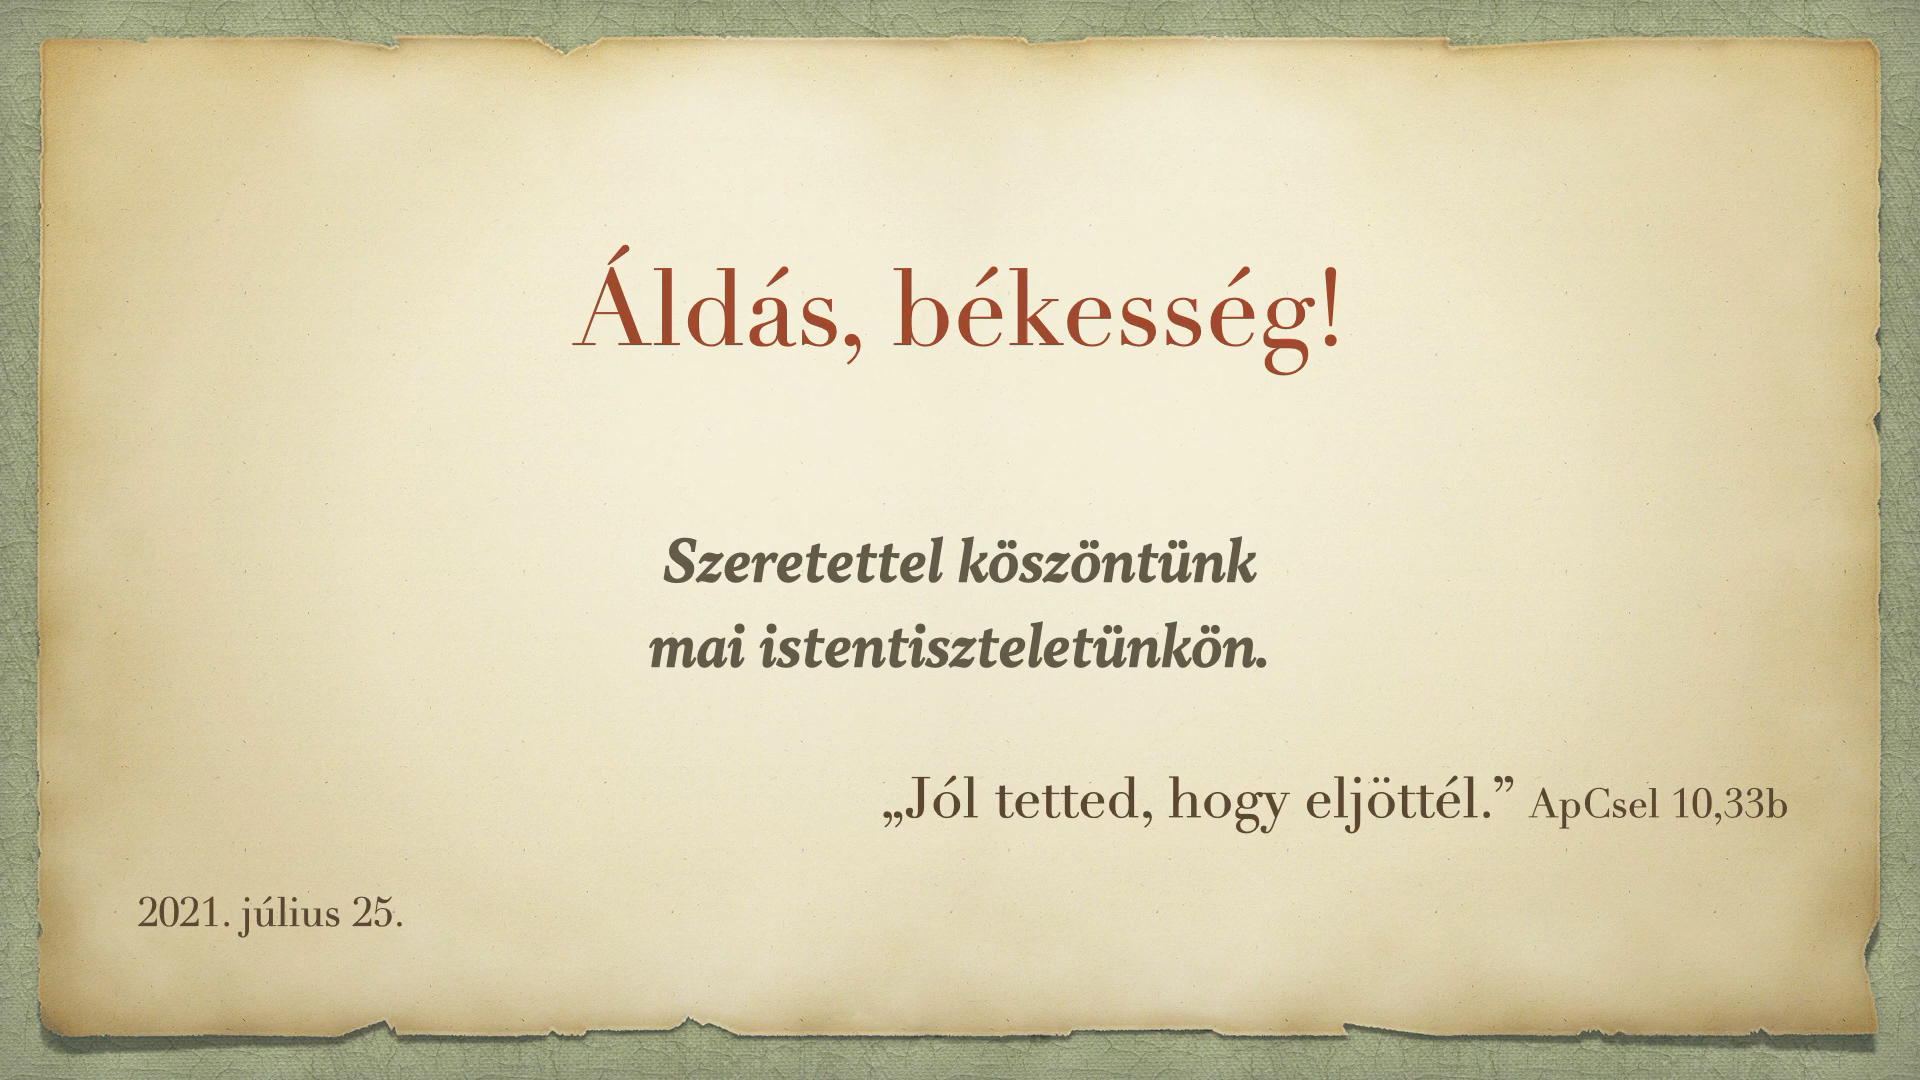 Áldás, békesség!
Szeretettel köszöntünk
mai istentiszteletünkön.
„Jól tetted, hogy eljöttél.” ApCsel 10,33b
2021. július 25.